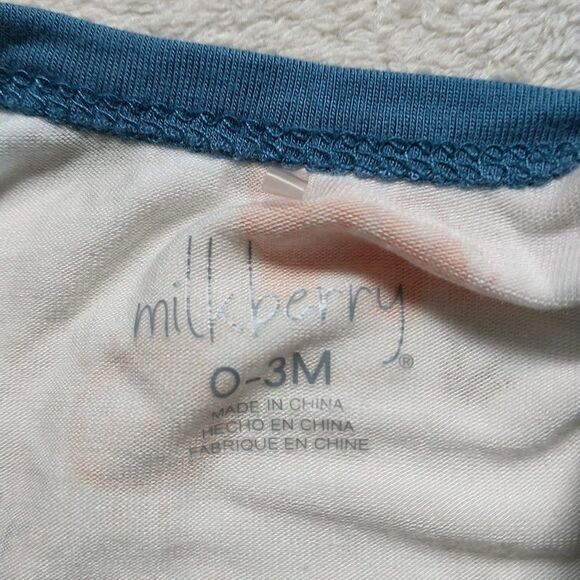 milkberry®
0-3M
MADE IN CHINA
HECHO EN CHINA
FABRIQUE EN CHINE